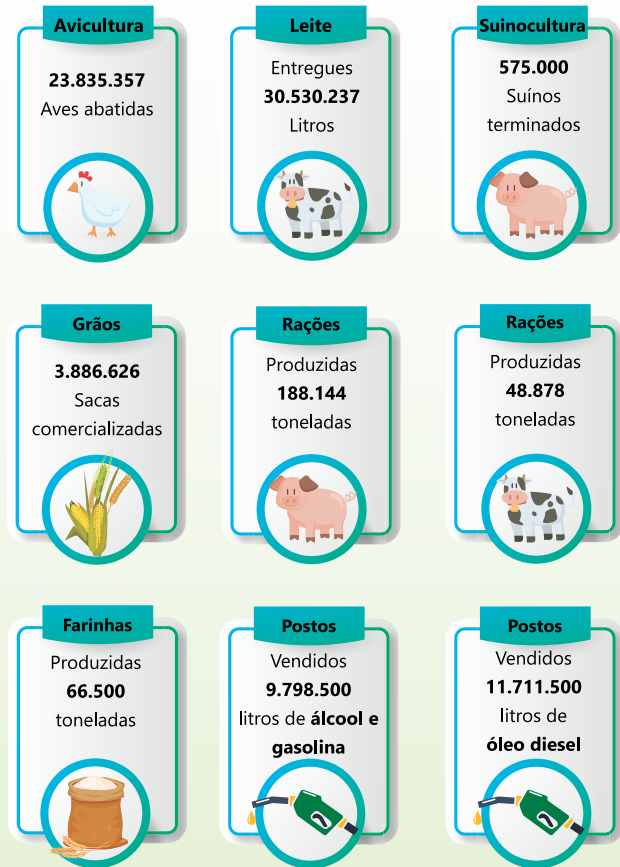 Avicultura
23.835.357
Aves abatidas
Leite
Entregues
30.530.237
Litros
Suinocultura
575.000
Suínos
terminados
Grãos
3.886.626
Sacas
comercializadas
Rações
Produzidas
188.144
toneladas
Rações
Produzidas
48.878
toneladas
Farinhas
Produzidas
66.500
toneladas
Postos
Vendidos
9.798.500
litros de álcool e
gasolina
Postos
Vendidos
11.711.500
litros de
óleo diesel